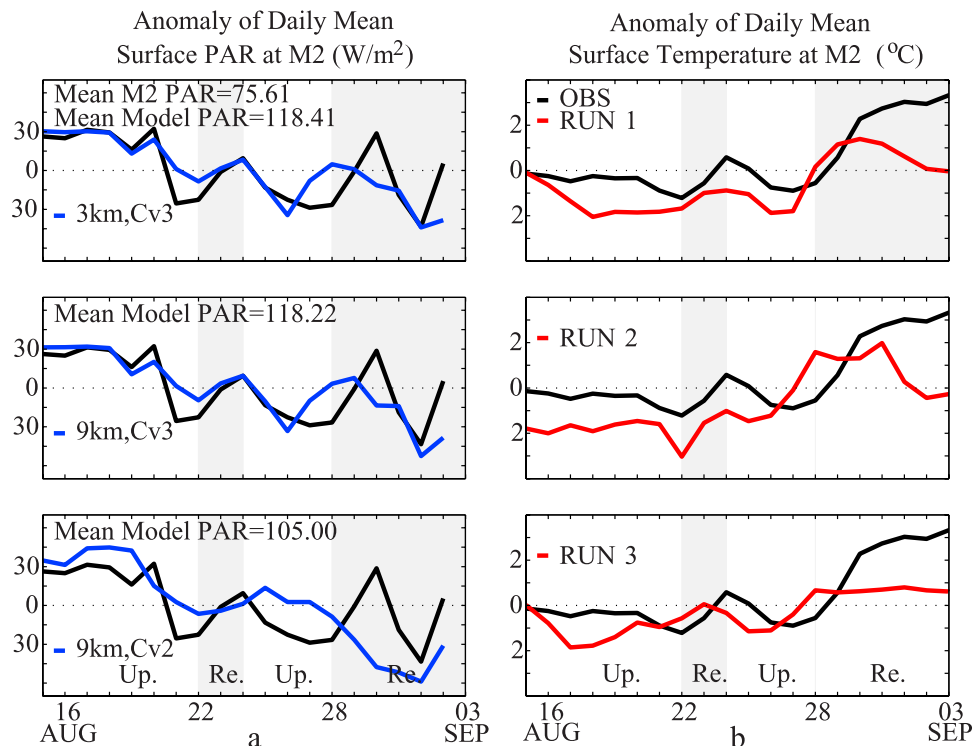 Anomaly of Daily Mean
Surface PAR at M2 (W/m²)
Mean M2 PAR=75.61
Mean Model PAR=118.41
30
0
30
3km,Cv3
Mean Model PAR=118.22
30
0
30
9km,Cv3
Mean Model PAR=105.00
30
0
30
9km,Cv2
Up.
Re.
Up.
Re.
16
22
28
03
AUG
SEP
a
Anomaly of Daily Mean
Surface Temperature at M2 (°C)
OBS
RUN 1
2
0
2
RUN 2
2
0
2
RUN 3
2
0
2
Up.
Re.
Up.
Re.
16
22
28
03
AUG
SEP
b